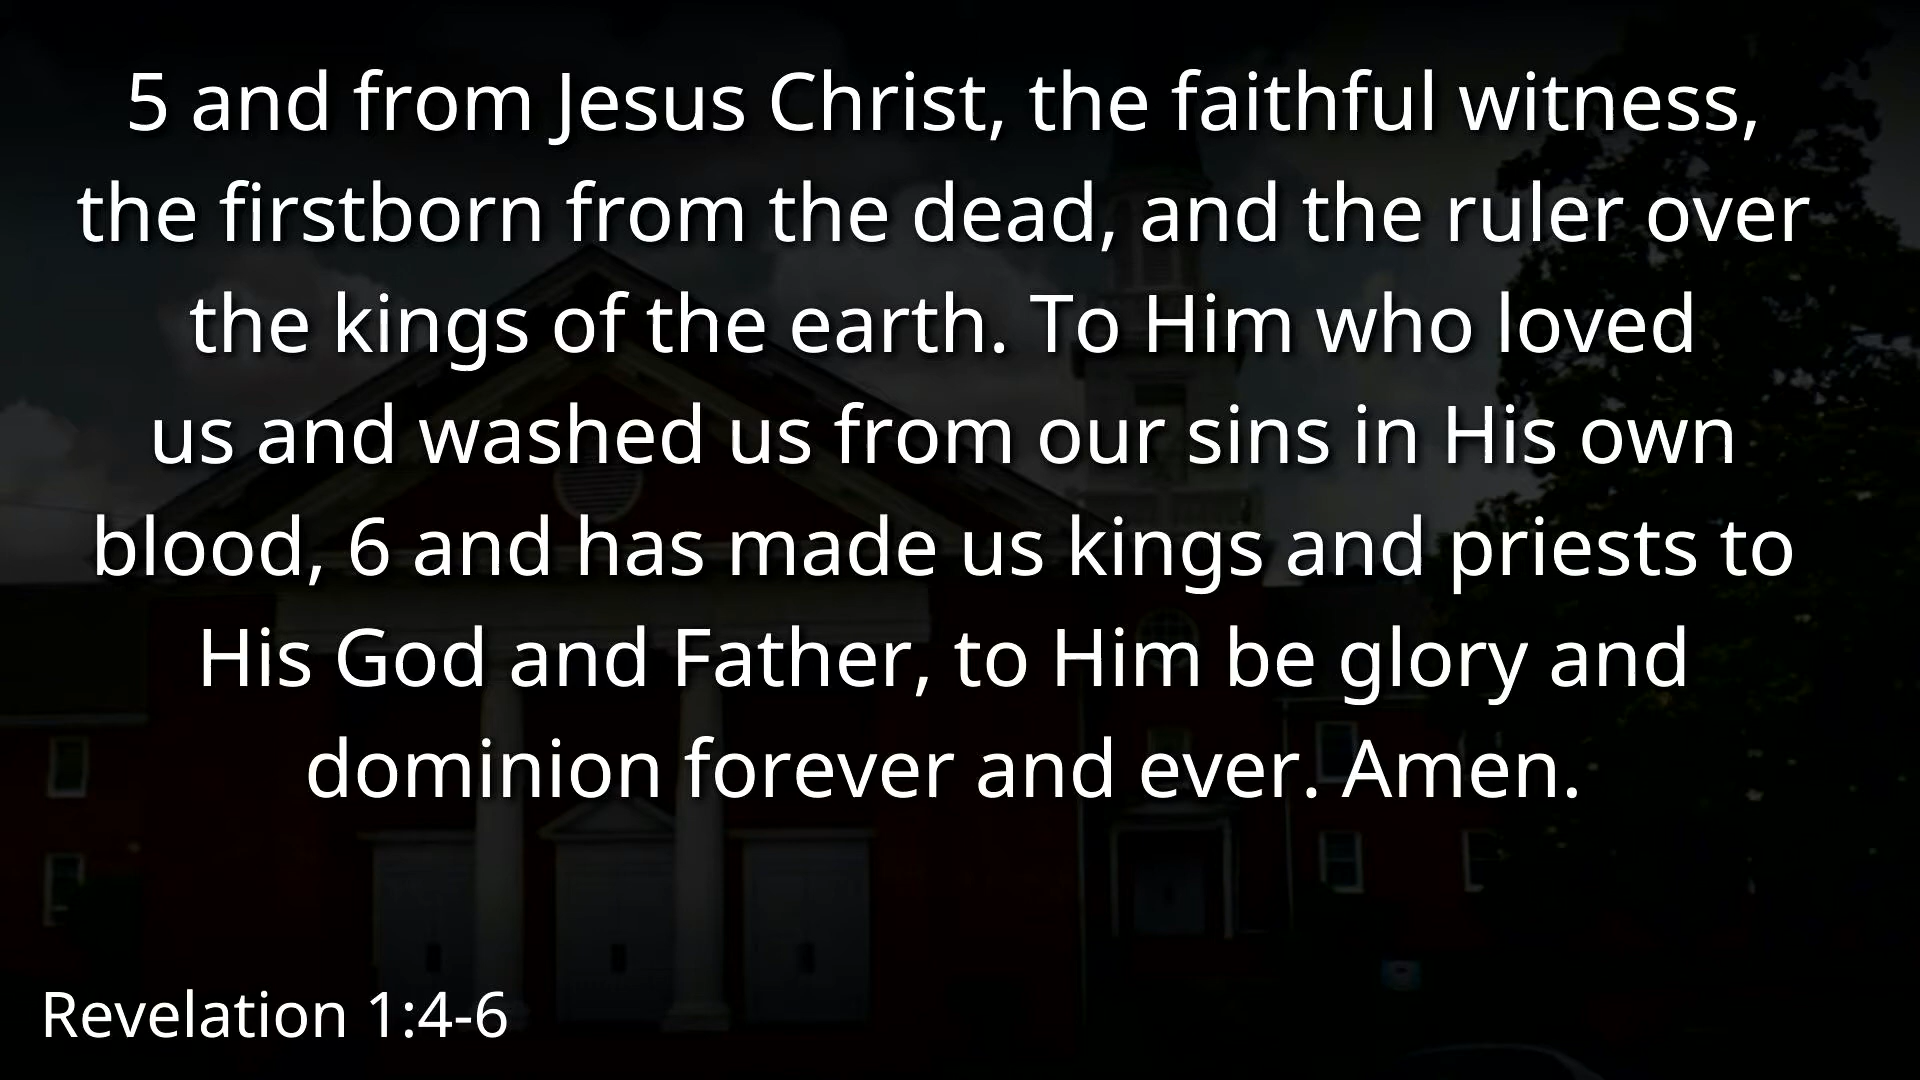 5 and from Jesus Christ, the faithful witness,
the firstborn from the dead, and the ruler over
the kings of the earth. To Him who loved
us and washed us from our sins in His own
blood, 6 and has made us kings and priests to
His God and Father, to Him be glory and
dominion forever and ever. Amen.
Revelation 1:4-6